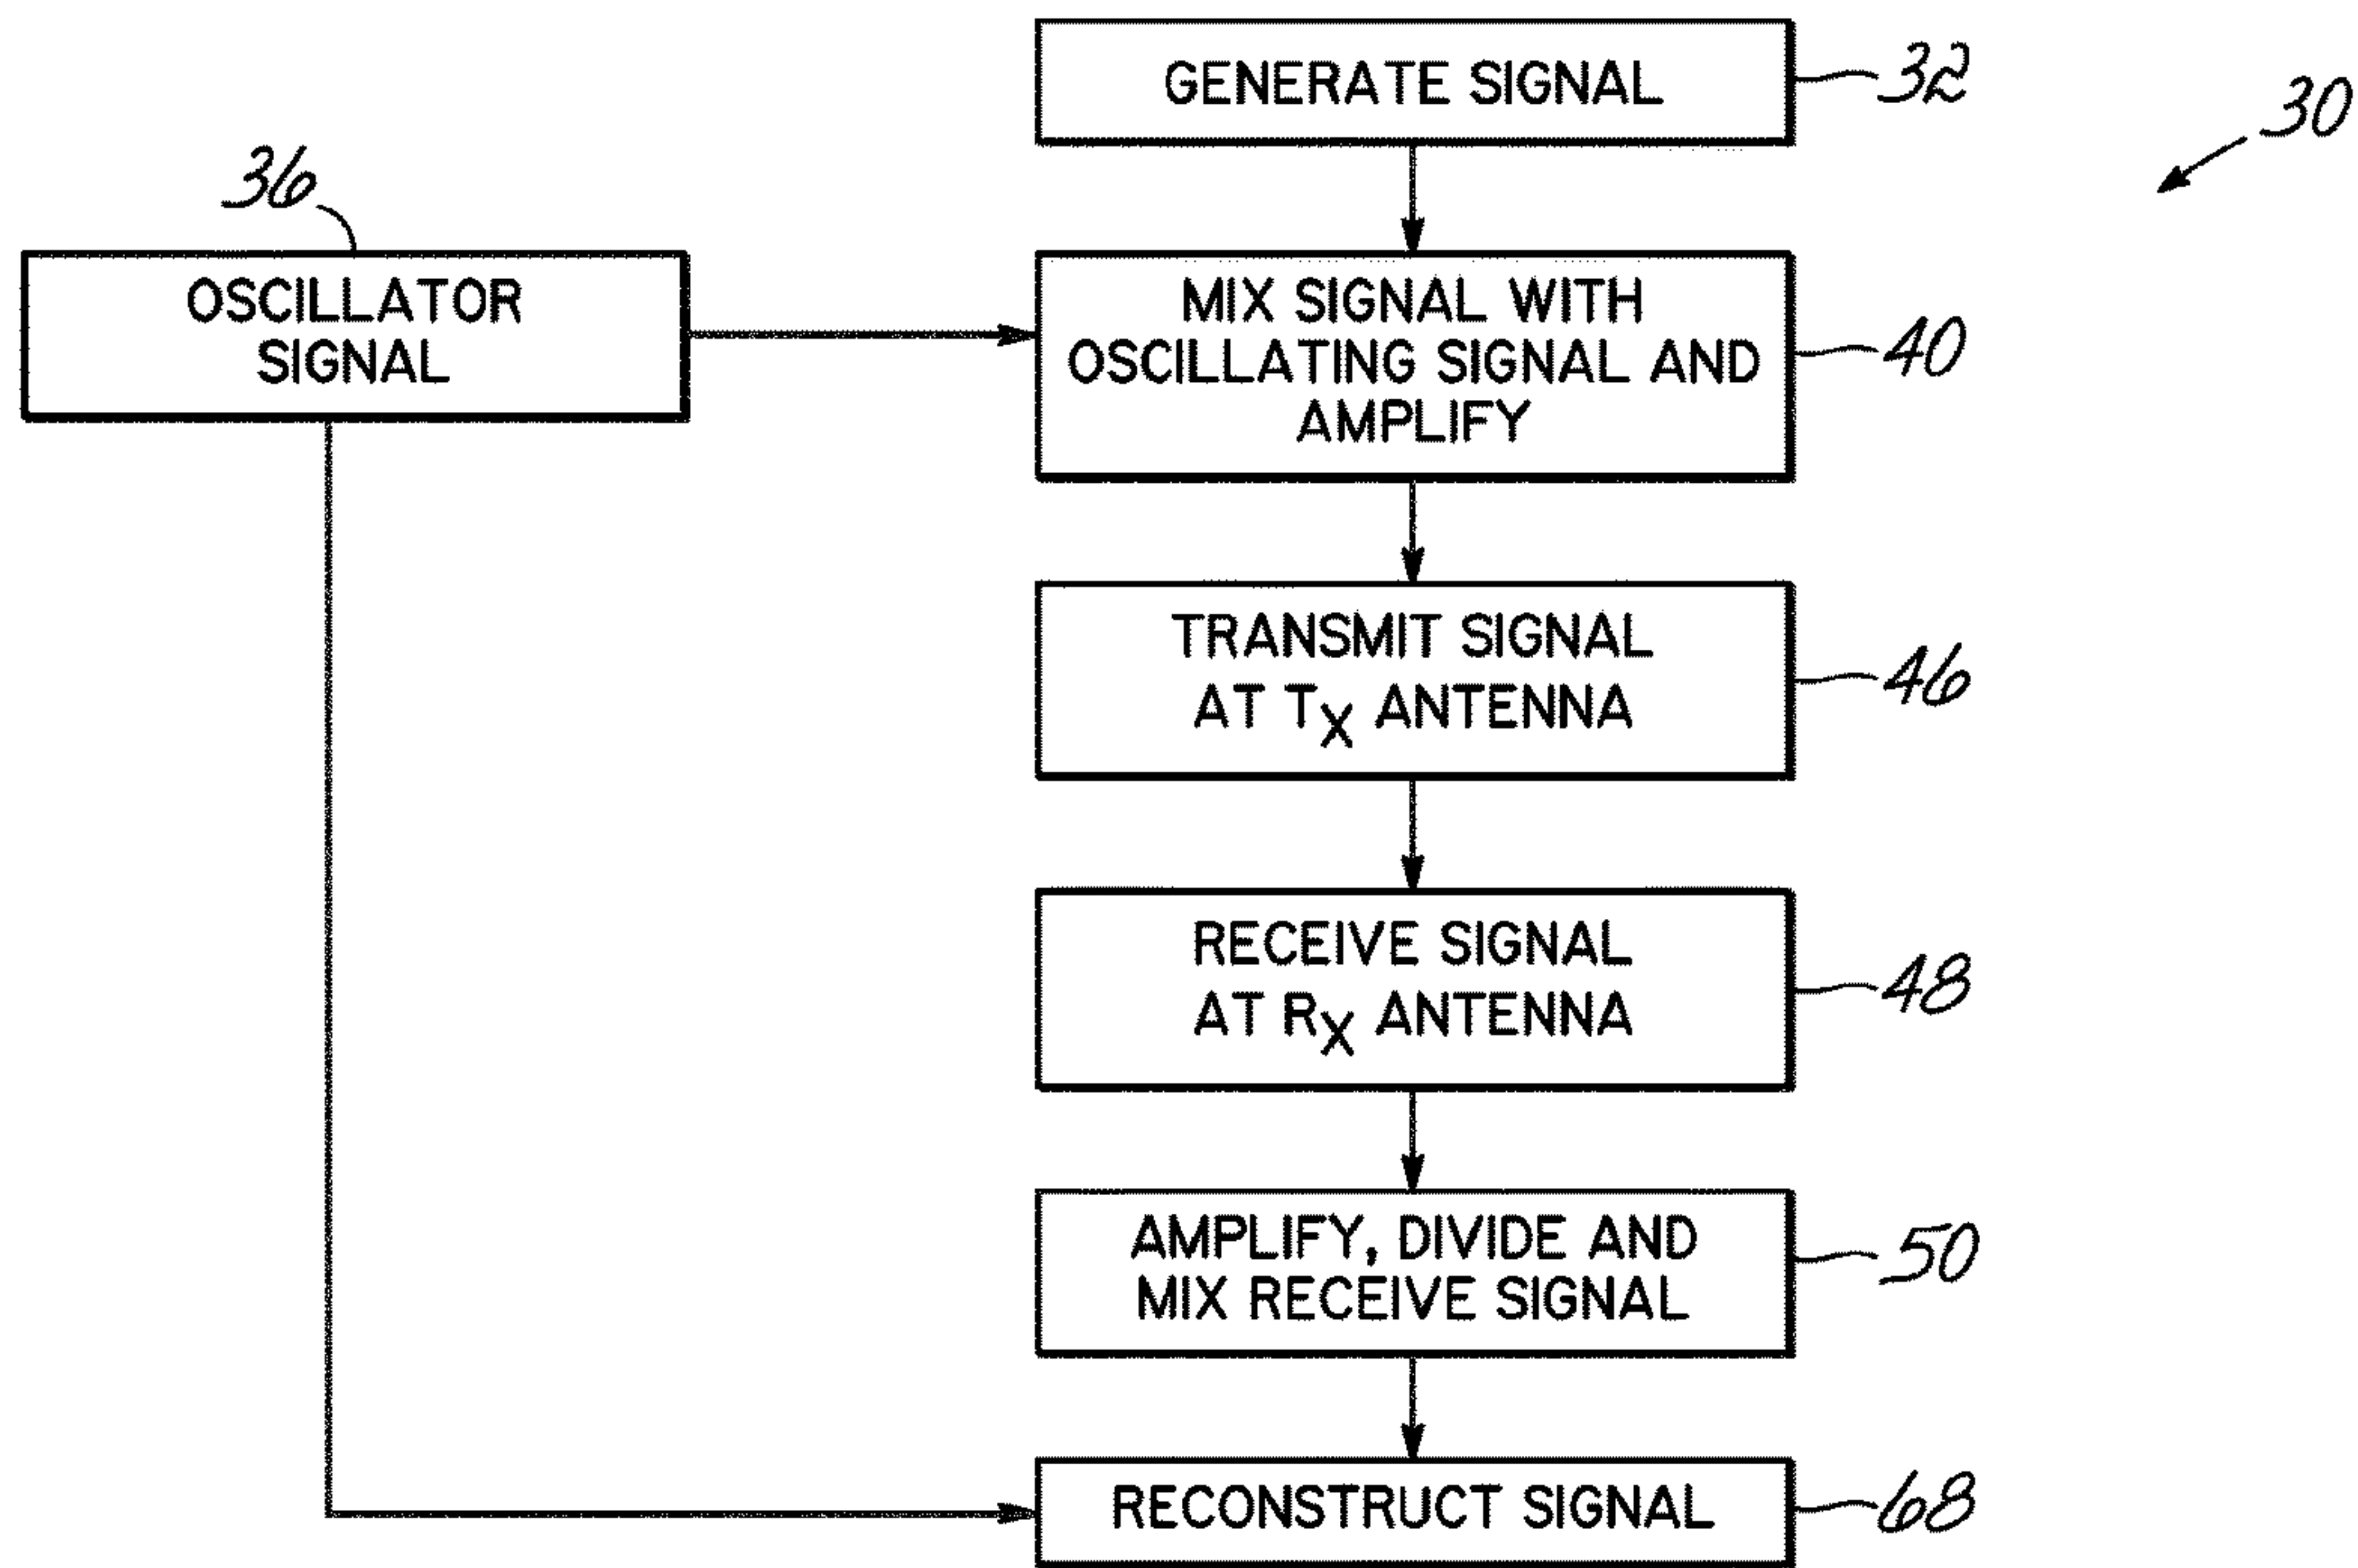 GENERATE SIGNAL
32
30
36
OSCILLATOR
SIGNAL
MIX SIGNAL WITH
OSCILLATING SIGNAL AND
AMPLIFY
40
TRANSMIT SIGNAL
AT TX ANTENNA
46
RECEIVE SIGNAL
AT RX ANTENNA
48
AMPLIFY, DIVIDE AND
MIX RECEIVE SIGNAL
50
RECONSTRUCT SIGNAL
68